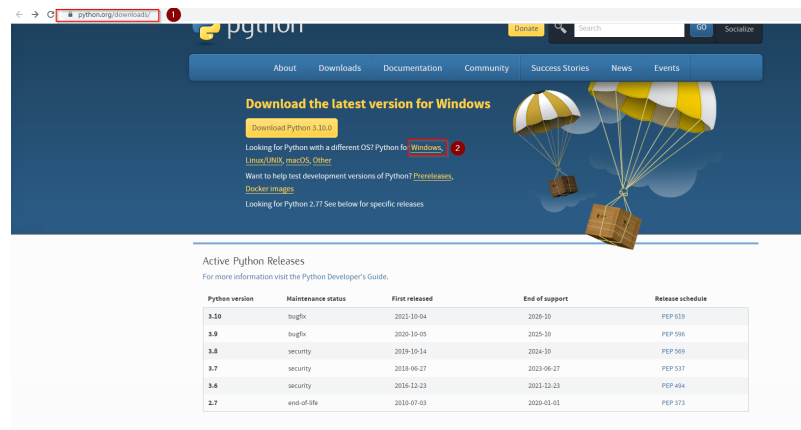 python.org/downloads/ 1
python
Donate Search GO Socialize
About Downloads Documentation Community Success Stories News Events
Download the latest version for Windows
Download Python 3.10.0
Looking for Python with a different OS? Python for Windows, 2
Linux/UNIX, macOS, Other
Want to help test development versions of Python? Prereleases,
Docker images
Looking for Python 2.7? See below for specific releases
Active Python Releases
For more information visit the Python Developer's Guide.
Python version Maintenance status First released End of support Release schedule
3.10 bugfix 2021-10-04 2026-10 PEP 619
3.9 bugfix 2020-10-05 2025-10 PEP 596
3.8 security 2019-10-14 2024-10 PEP 569
3.7 security 2018-06-27 2023-06-27 PEP 537
3.6 security 2016-12-23 2021-12-23 PEP 494
2.7 end-of-life 2010-07-03 2020-01-01 PEP 373